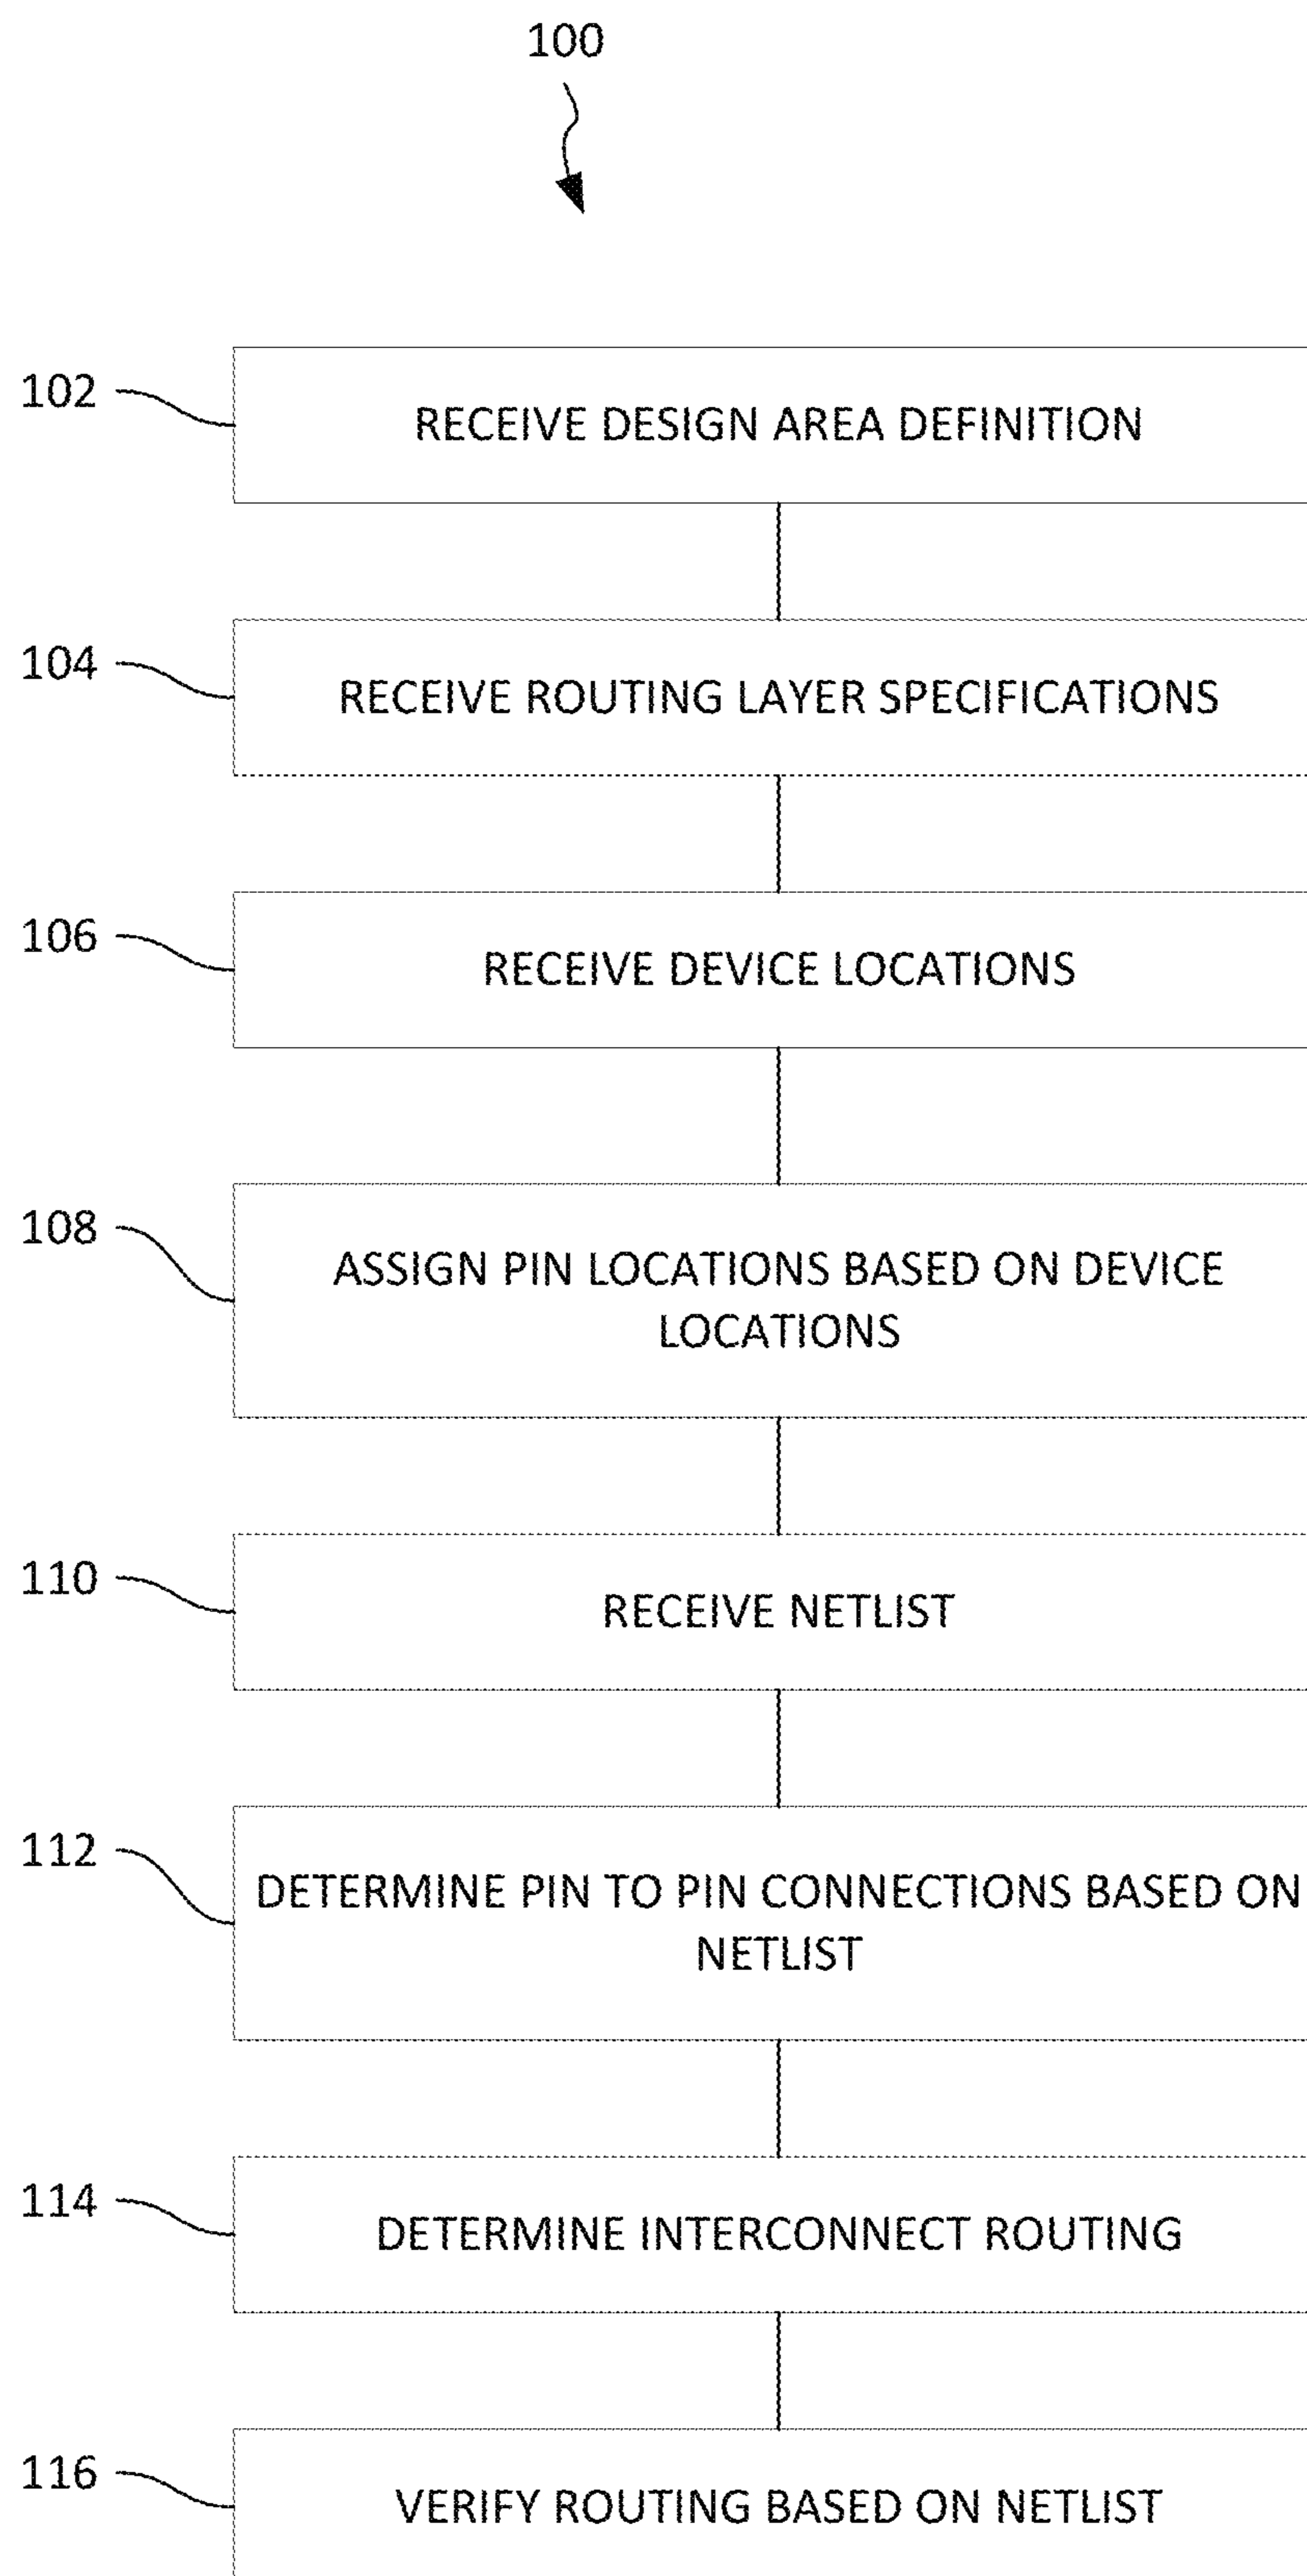 100
102
RECEIVE DESIGN AREA DEFINITION
104
RECEIVE ROUTING LAYER SPECIFICATIONS
106
RECEIVE DEVICE LOCATIONS
108
ASSIGN PIN LOCATIONS BASED ON DEVICE
LOCATIONS
110
RECEIVE NETLIST
112
DETERMINE PIN TO PIN CONNECTIONS BASED ON
NETLIST
114
DETERMINE INTERCONNECT ROUTING
116
VERIFY ROUTING BASED ON NETLIST